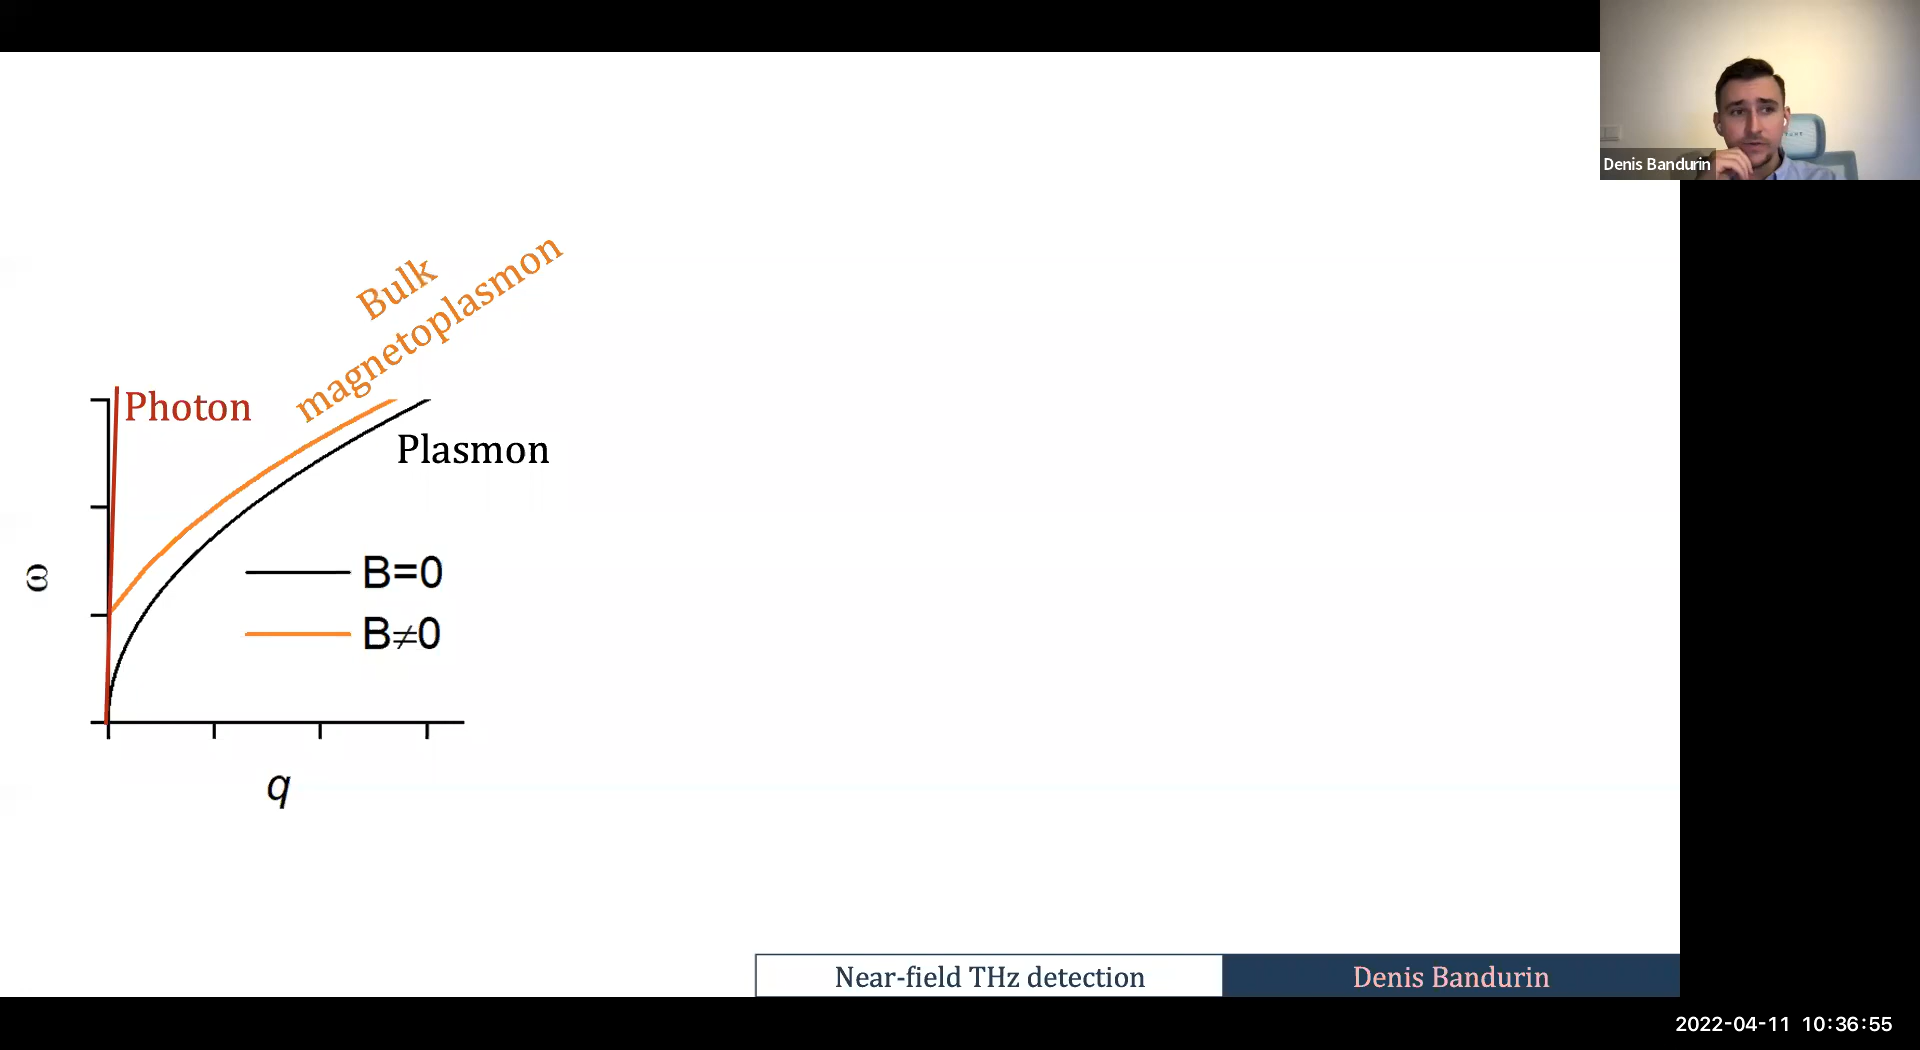 Denis Bandurin
Bulk
magnetoplasmon
Photon
Plasmon
ω
B=0
B≠0
q
Near-field THz detection
Denis Bandurin
2022-04-11 10:36:55